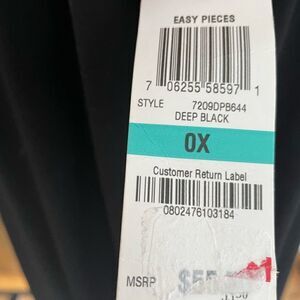 EASY PIECES
7 06255 58597 1
STYLE 7209DPB644
DEEP BLACK
0X
Customer Return Label
0802476103184
MSRP